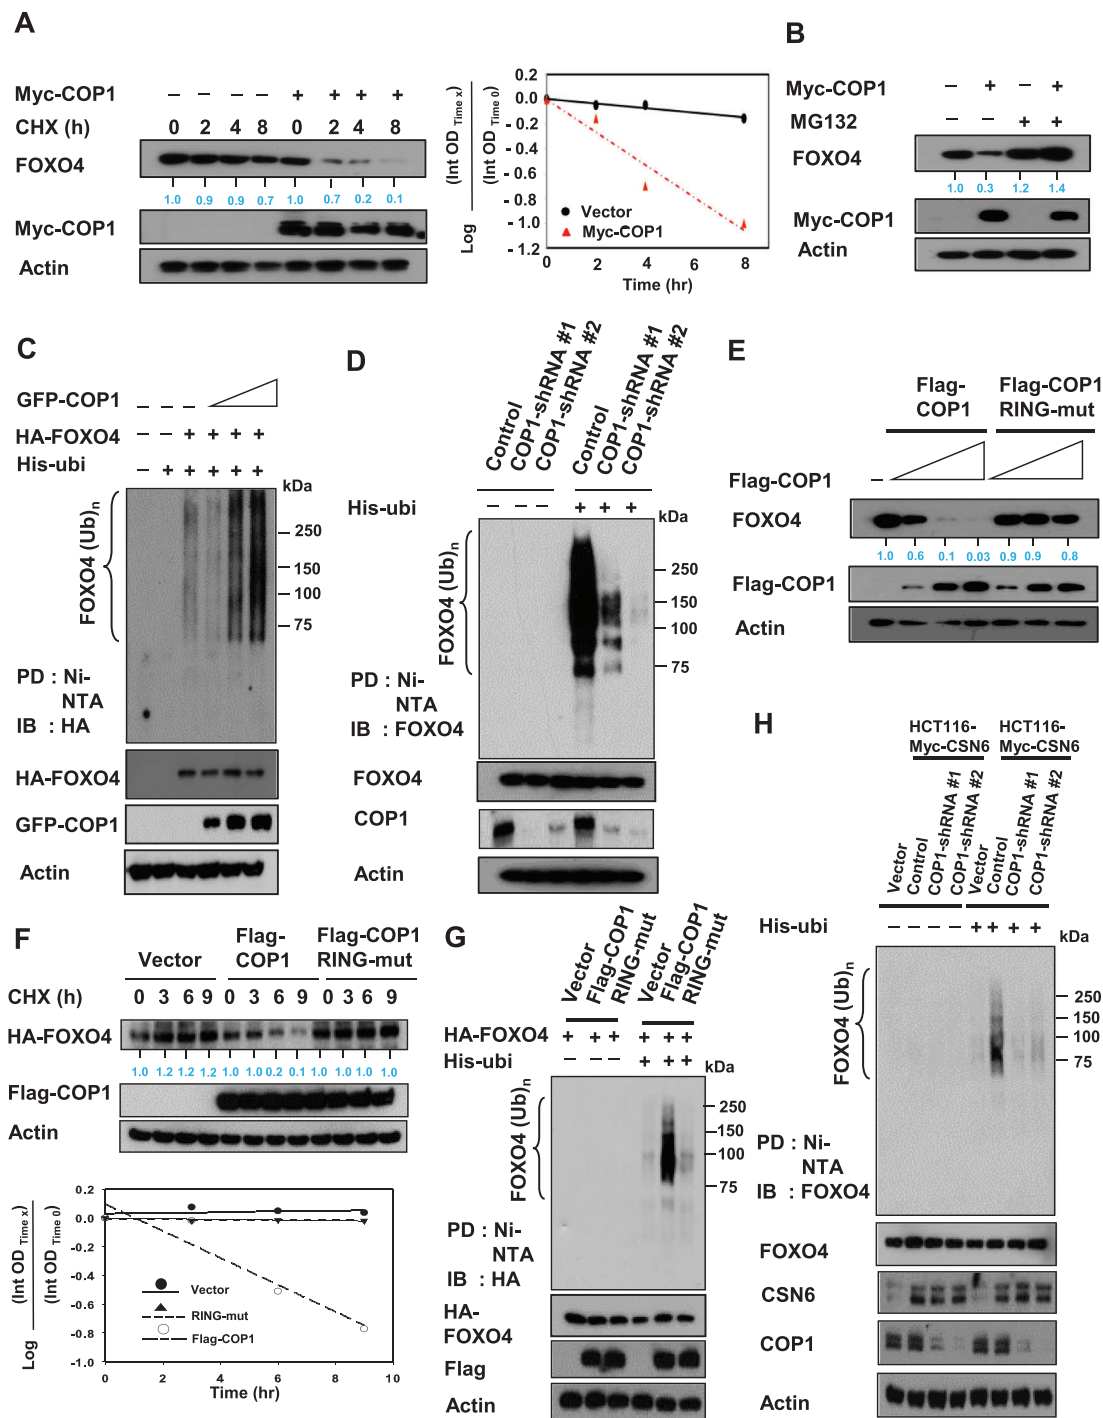 A
Myc-COP1 – – – – + + + +
CHX (h) 0 2 4 8 0 2 4 8
FOXO4
1.0 0.9 0.9 0.7 1.0 0.7 0.2 0.1
Myc-COP1
Actin
Log (Int OD Time x) (Int OD Time 0)
0.2
0.0
- 0.2
- 0.4
- 0.6
- 0.8
- 1.0
- 1.2
Vector
Myc-COP1
0 2 4 6 8
Time (hr)
B
Myc-COP1 – + – +
MG132 – – + +
FOXO4
1.0 0.3 1.2 1.4
Myc-COP1
Actin
C
GFP-COP1 – – –
HA-FOXO4 – – + + + +
His-ubi – + + + + +
kDa
FOXO4 (Ub)n
250
150
100
75
PD : Ni-
NTA
IB : HA
HA-FOXO4
GFP-COP1
Actin
D
Control
COP1-shRNA #1
COP1-shRNA #2
Control
COP1-shRNA #1
COP1-shRNA #2
His-ubi – – – + + +
kDa
FOXO4 (Ub)n
250
150
100
75
PD : Ni-
NTA
IB : FOXO4
FOXO4
COP1
Actin
E
Flag-
COP1
Flag-COP1
RING-mut
Flag-COP1 –
FOXO4
1.0 0.6 0.1 0.03 0.9 0.9 0.8
Flag-COP1
Actin
F
Vector
Flag-
COP1
Flag-COP1
RING-mut
CHX (h) 0 3 6 9 0 3 6 9 0 3 6 9
HA-FOXO4
1.0 1.2 1.2 1.2 1.0 1.0 0.2 0.1 1.0 1.0 1.0 1.0
Flag-COP1
Actin
Log (Int OD Time x) (Int OD Time 0)
0.2
0.0
-0.2
-0.4
-0.6
-0.8
-1.0
Vector
RING-mut
Flag-COP1
0 2 4 6 8 10
Time (hr)
G
Vector
Flag-COP1
RING-mut
Vector
Flag-COP1
RING-mut
HA-FOXO4 + + + + + +
His-ubi – – – + + +
kDa
FOXO4 (Ub)n
250
150
100
75
PD : Ni-
NTA
IB : HA
HA-
FOXO4
Flag
Actin
H
HCT116-
Myc-CSN6
HCT116-
Myc-CSN6
Vector
Control
COP1-shRNA #1
COP1-shRNA #2
Vector
Control
COP1-shRNA #1
COP1-shRNA #2
His-ubi – – – – + + + +
kDa
FOXO4 (Ub)n
250
150
100
75
PD : Ni-
NTA
IB : FOXO4
FOXO4
CSN6
COP1
Actin